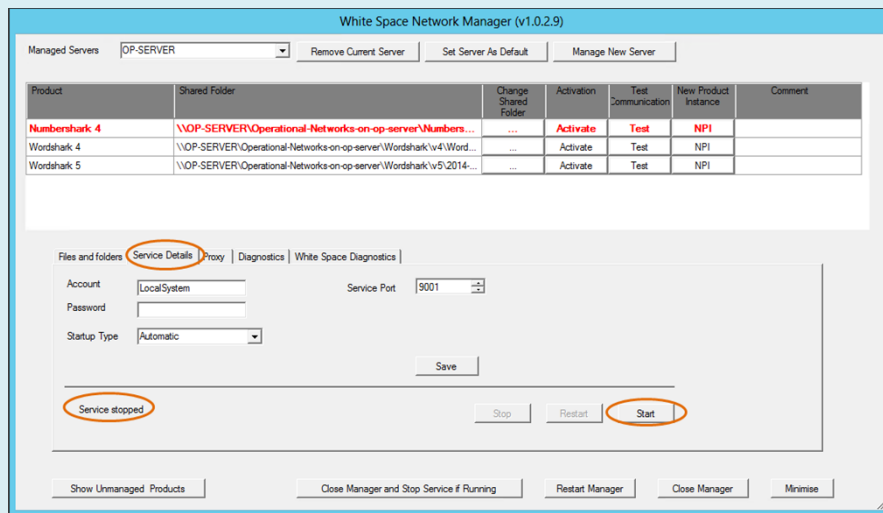 White Space Network Manager (v1.0.2.9)
Managed Servers OP-SERVER Remove Current Server Set Server As Default Manage New Server
Product Shared Folder Change Shared Folder Activation Test Communication New Product Instance Comment
Numbershark 4 \\OP-SERVER\Operational-Networks-on-op-server\Numbers... ... Activate Test NPI
Wordshark 4 \\OP-SERVER\Operational-Networks-on-op-server\Wordshark\v4\Word... ... Activate Test NPI
Wordshark 5 \\OP-SERVER\Operational-Networks-on-op-server\Wordshark\v5\2014-... ... Activate Test NPI
Files and folders Service Details Proxy Diagnostics White Space Diagnostics
Account LocalSystem Service Port 9001
Password
Startup Type Automatic
Save
Service stopped Stop Restart Start
Show Unmanaged Products Close Manager and Stop Service if Running Restart Manager Close Manager Minimise